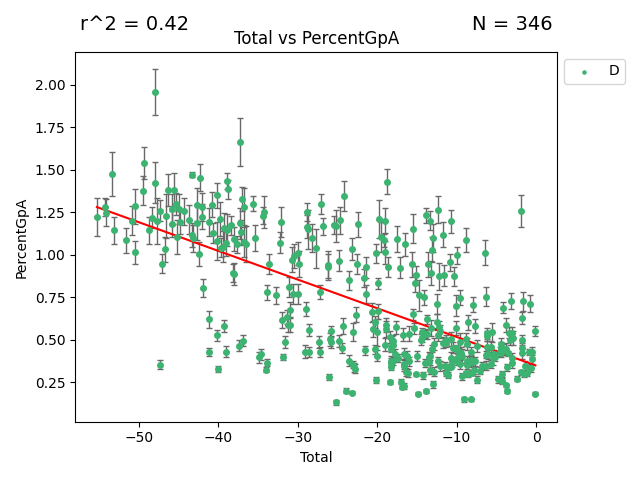 r^2 = 0.42 N = 346
Total vs PercentGpA
D
2.00
1.75
1.50
1.25
1.00
0.75
0.50
0.25
PercentGpA
−50 −40 −30 −20 −10 0
Total